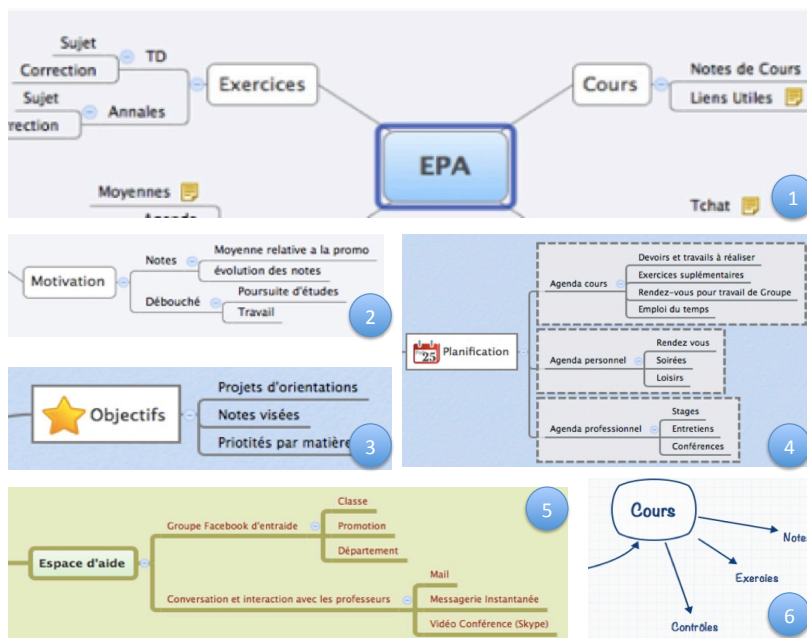 Sujet
TD
Correction
Sujet
Annales
rrection
Exercices
EPA
Cours
Notes de Cours
Liens Utiles
Moyennes
Agenda
Tchat
1
Motivation
Notes
Moyenne relative a la promo
évolution des notes
Débouché
Poursuite d'études
Travail
2
Objectifs
Projets d'orientations
Notes visées
Priotités par matière
3
25
Planification
Agenda cours
Devoirs et travails à réaliser
Exercices suplémentaires
Rendez-vous pour travail de Groupe
Emploi du temps
Agenda personnel
Rendez vous
Soirées
Loisirs
Agenda professionnel
Stages
Entretiens
Conférences
4
5
Espace d'aide
Groupe Facebook d'entraide
Classe
Promotion
Département
Conversation et interaction avec les professeurs
Mail
Messagerie Instantanée
Vidéo Conférence (Skype)
Cours
Notes
Exercies
Contrôles
6